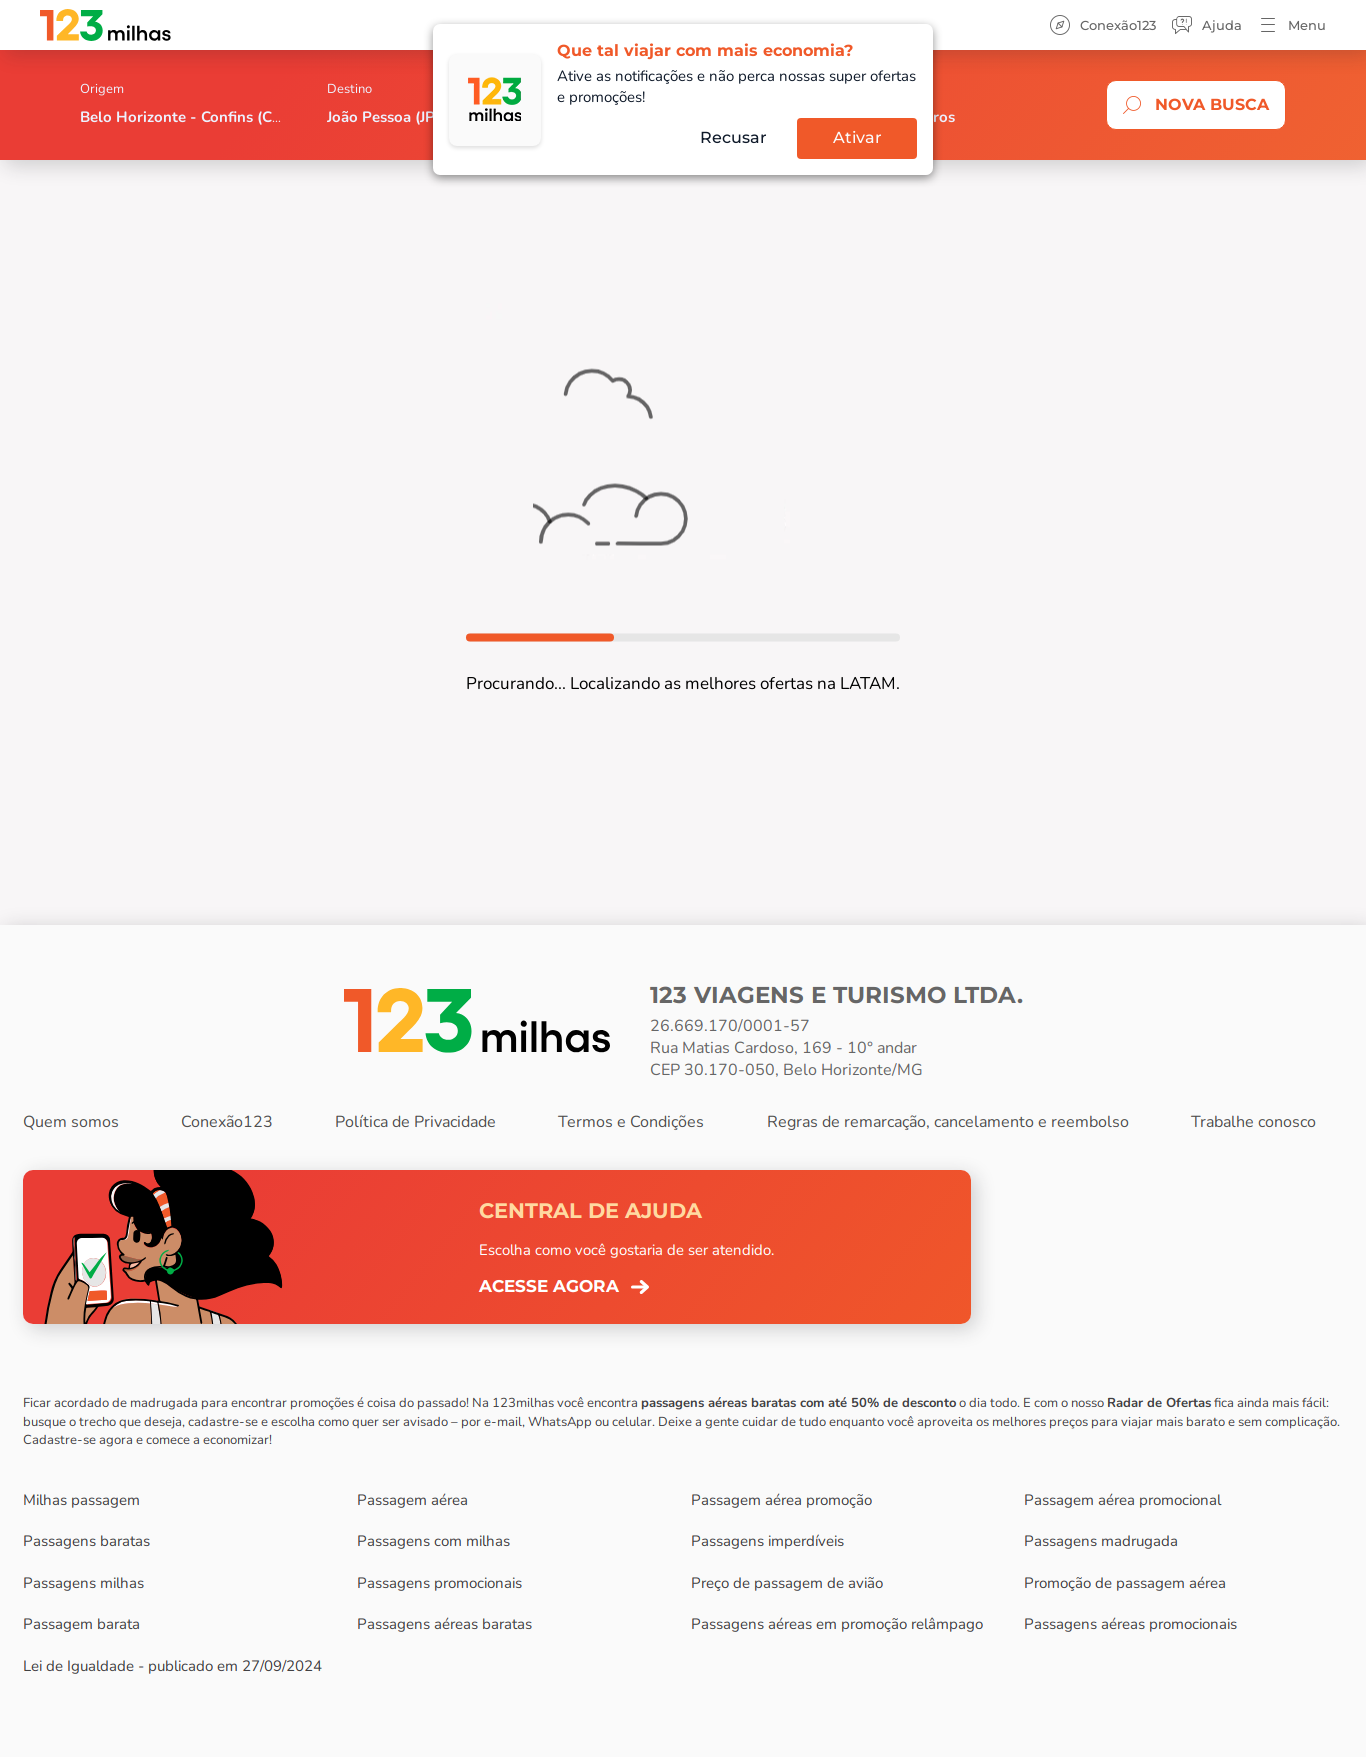 123 milhas
Conexão123
Ajuda
Menu
Origem
Belo Horizonte - Confins (C...
Destino
João Pessoa (JP
ros
NOVA BUSCA
123
milhas
Que tal viajar com mais economia?
Ative as notificações e não perca nossas super ofertas
e promoções!
Recusar
Ativar
Procurando... Localizando as melhores ofertas na LATAM.
123 milhas
123 VIAGENS E TURISMO LTDA.
26.669.170/0001-57
Rua Matias Cardoso, 169 - 10° andar
CEP 30.170-050, Belo Horizonte/MG
Quem somos
Conexão123
Política de Privacidade
Termos e Condições
Regras de remarcação, cancelamento e reembolso
Trabalhe conosco
CENTRAL DE AJUDA
Escolha como você gostaria de ser atendido.
ACESSE AGORA
Ficar acordado de madrugada para encontrar promoções é coisa do passado! Na 123milhas você encontra passagens aéreas baratas com até 50% de desconto o dia todo. E com o nosso Radar de Ofertas fica ainda mais fácil:
busque o trecho que deseja, cadastre-se e escolha como quer ser avisado – por e-mail, WhatsApp ou celular. Deixe a gente cuidar de tudo enquanto você aproveita os melhores preços para viajar mais barato e sem complicação.
Cadastre-se agora e comece a economizar!
Milhas passagem
Passagem aérea
Passagem aérea promoção
Passagem aérea promocional
Passagens baratas
Passagens com milhas
Passagens imperdíveis
Passagens madrugada
Passagens milhas
Passagens promocionais
Preço de passagem de avião
Promoção de passagem aérea
Passagem barata
Passagens aéreas baratas
Passagens aéreas em promoção relâmpago
Passagens aéreas promocionais
Lei de Igualdade - publicado em 27/09/2024